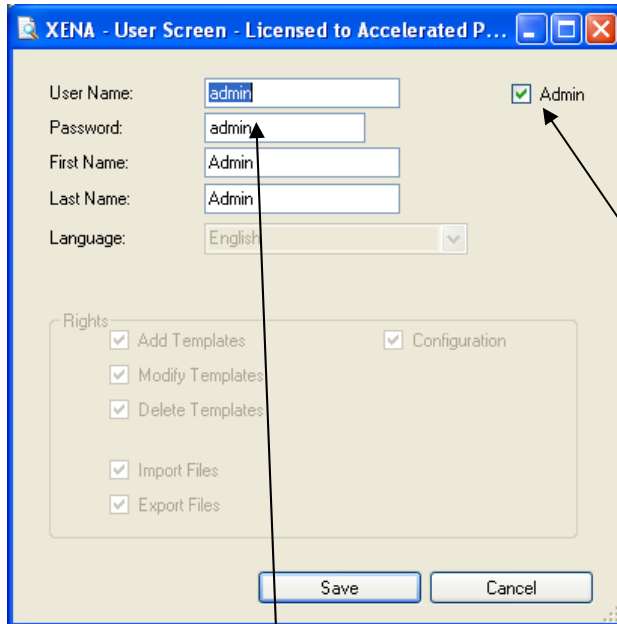 XENA - User Screen - Licensed to Accelerated P...
User Name: admin Admin
Password: admin
First Name: Admin
Last Name: Admin
Language: English
Rights
Add Templates Configuration
Modify Templates
Delete Templates
Import Files
Export Files
Save Cancel